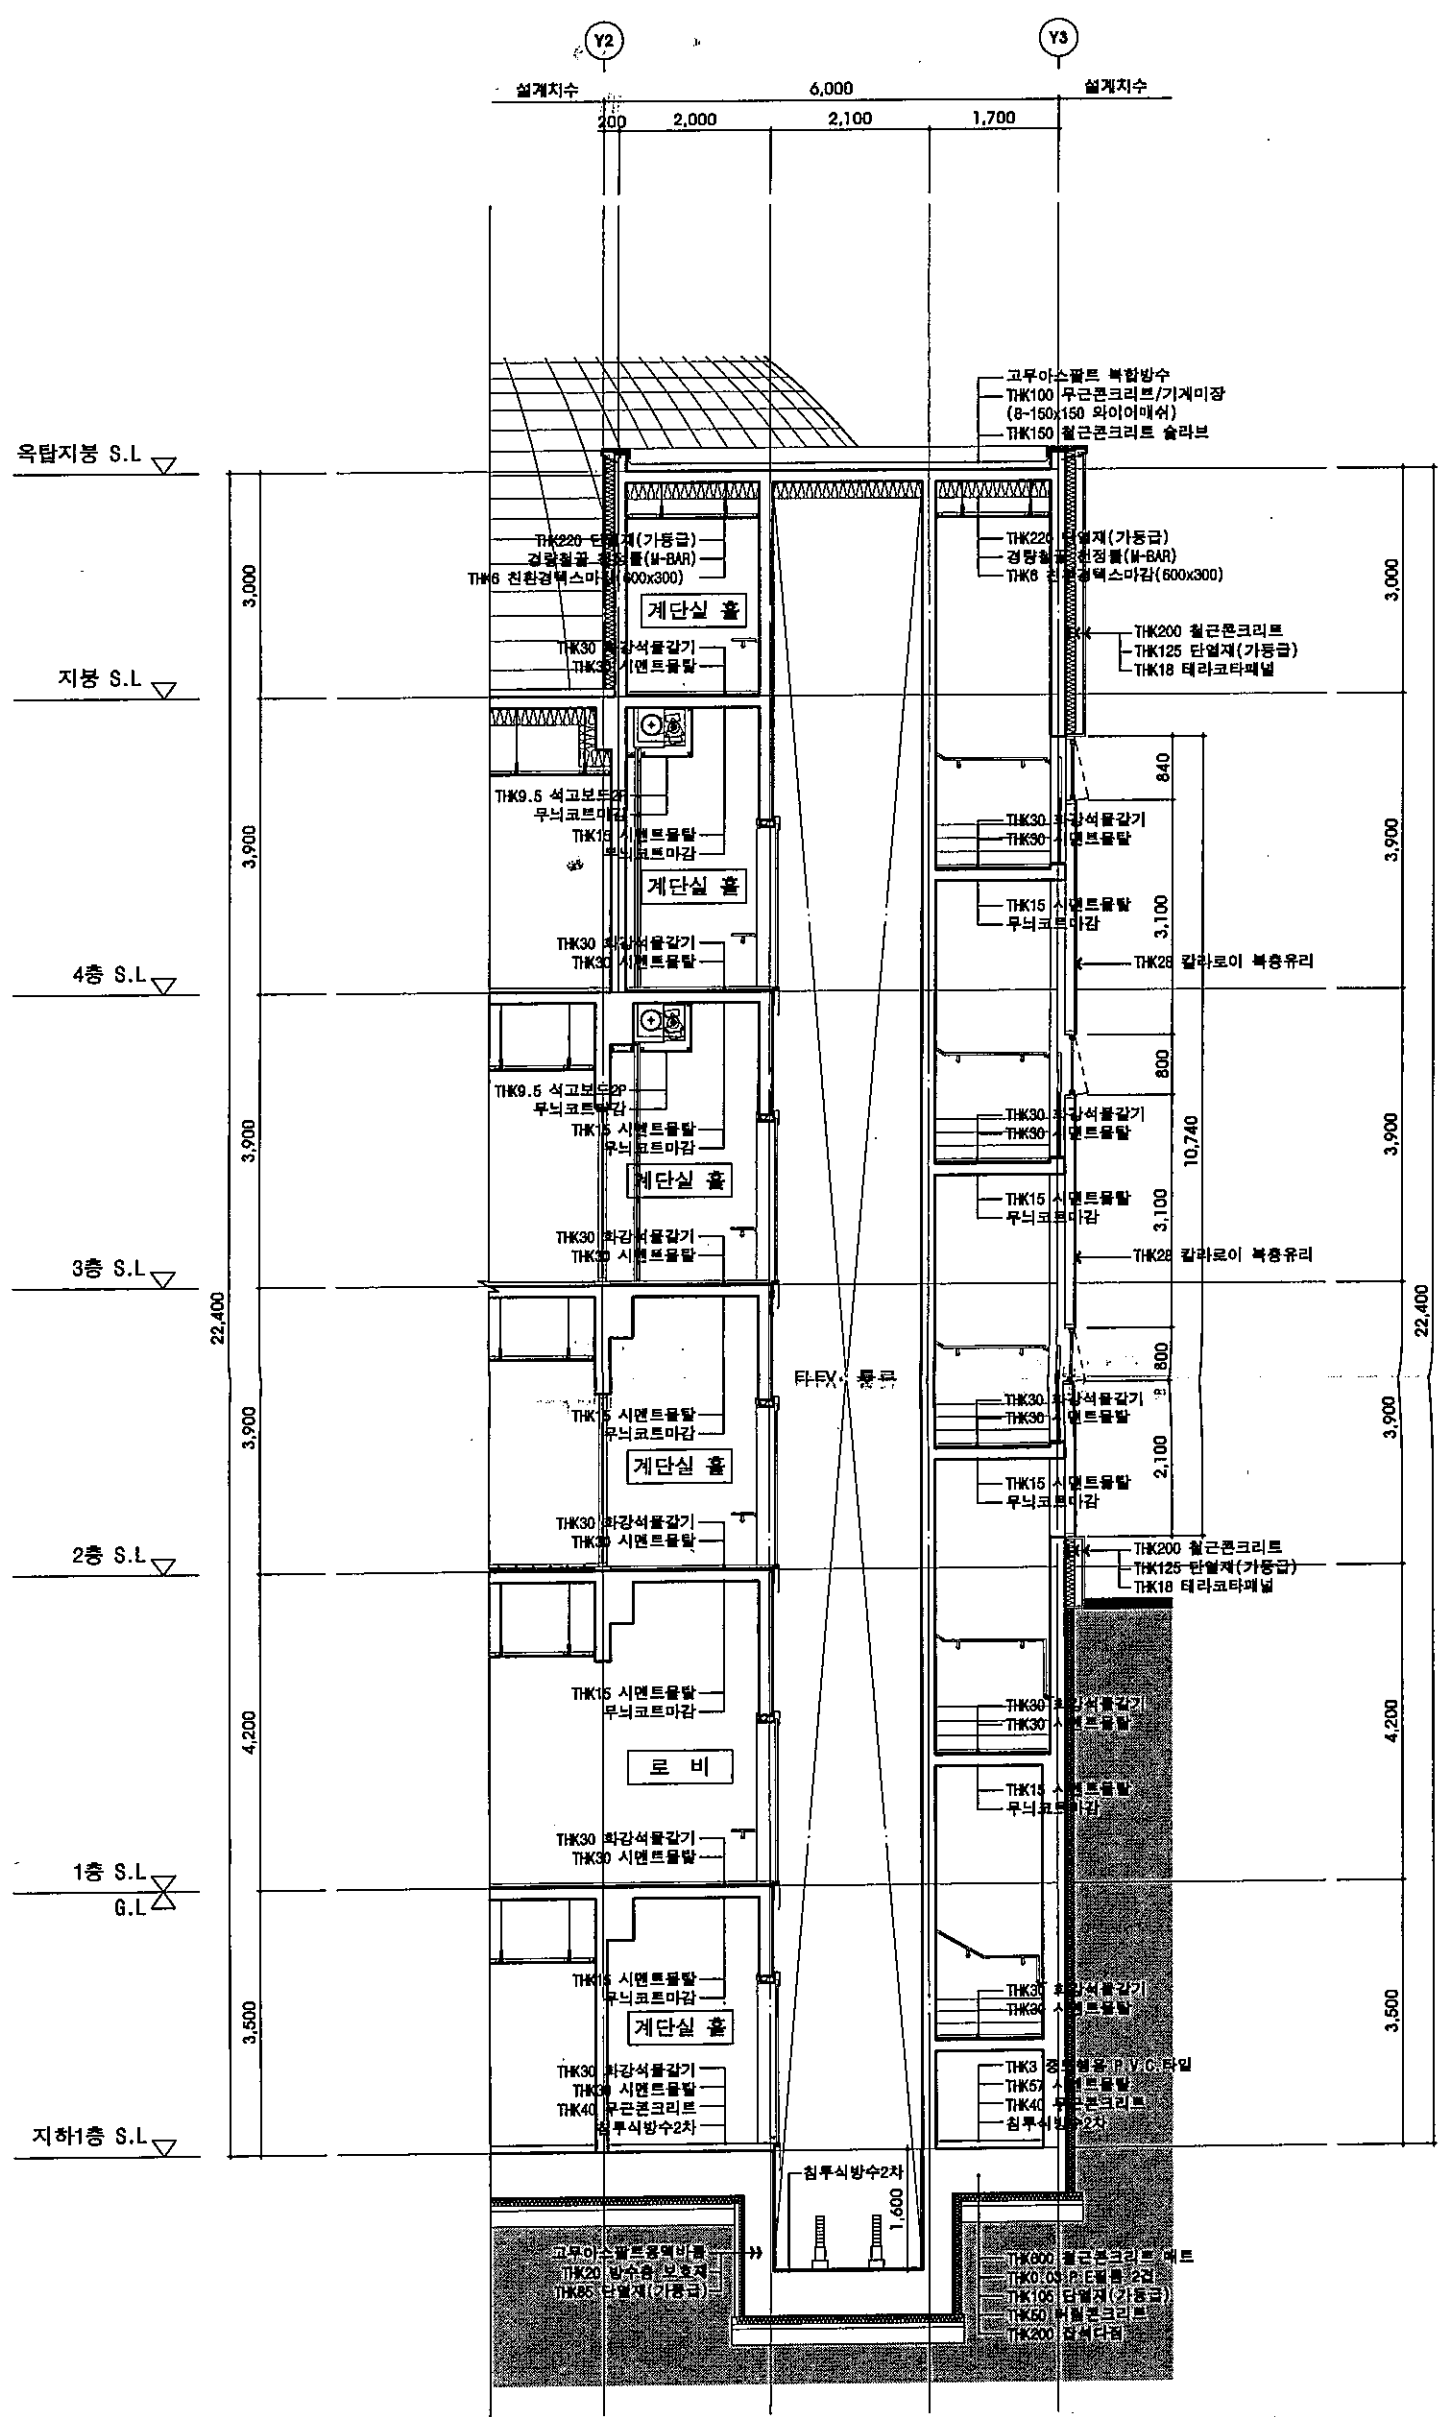 Y2
Y3
설계치수
6,000
설계치수
200
2,000
2,100
1,700
고무아스팔트 복합방수
THK100 무근콘크리트/기계미장
(8-150x150 와이어매쉬)
THK150 철근콘크리트 슬라브
옥탑지붕 S.L
THK220 단열재(가등급)
경량철골 천정틀(M-BAR)
THK6 친환경텍스마감(600x300)
THK220 단열재(가등급)
경량철골 천정틀(M-BAR)
THK6 친환경텍스마감(600x300)
3,000
3,000
계단실 홀
THK200 철근콘크리트
THK125 단열재(가등급)
THK18 테라코타패널
THK30 화강석물갈기
THK30 시멘트몰탈
지붕 S.L
840
THK9.5 석고보드2P
무늬코트마감
THK15 시멘트몰탈
무늬코트마감
THK30 화강석물갈기
THK30 시멘트몰탈
3,900
3,900
계단실 홀
THK15 시멘트몰탈
무늬코트마감
3,100
THK30 화강석물갈기
THK30 시멘트몰탈
THK28 칼라로이 복층유리
4층 S.L
800
THK9.5 석고보드2P
무늬코트마감
THK15 시멘트몰탈
무늬코트마감
THK30 화강석물갈기
THK30 시멘트몰탈
3,900
10,740
3,900
계단실 홀
THK15 시멘트몰탈
무늬코트마감
3,100
THK30 화강석물갈기
THK30 시멘트몰탈
THK28 칼라로이 복층유리
3층 S.L
22,400
22,400
800
ELEV. 통로
THK15 시멘트몰탈
무늬코트마감
THK30 화강석물갈기
THK30 시멘트몰탈
3,900
3,900
계단실 홀
2,100
THK15 시멘트몰탈
무늬코트마감
THK30 화강석물갈기
THK30 시멘트몰탈
THK200 철근콘크리트
THK125 단열재(가등급)
THK18 테라코타패널
2층 S.L
THK15 시멘트몰탈
무늬코트마감
THK30 화강석물갈기
THK30 시멘트몰탈
4,200
4,200
로 비
THK15 시멘트몰탈
무늬코트마감
THK30 화강석물갈기
THK30 시멘트몰탈
1층 S.L
G.L
THK15 시멘트몰탈
무늬코트마감
THK30 화강석물갈기
THK30 시멘트몰탈
3,500
3,500
계단실 홀
THK30 화강석물갈기
THK30 시멘트몰탈
THK40 무근콘크리트
침투식방수2차
THK3 중보행용 P.V.C.타일
THK57 시멘트몰탈
THK40 무근콘크리트
침투식방수2차
지하1층 S.L
침투식방수2차
1,600
고무아스팔트용액바름
THK20 방수층 보호재
THK85 단열재(가등급)
THK600 철근콘크리트 매트
THK0.03 P.E필름 2겹
THK105 단열재(가등급)
THK50 버림콘크리트
THK200 잡석다짐